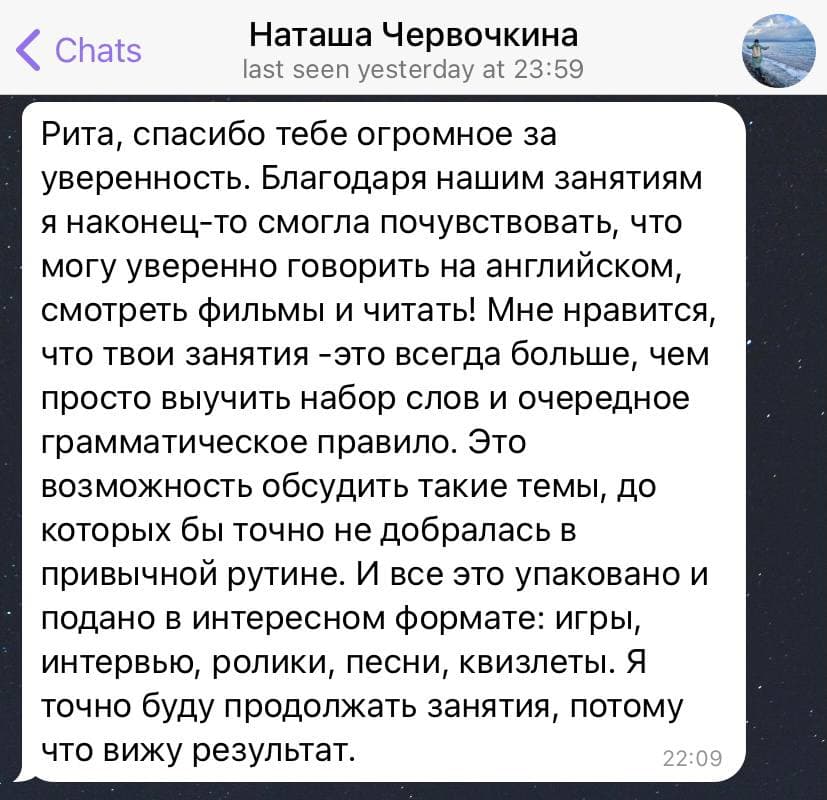 Chats
Наташа Червочкина
last seen yesterday at 23:59
Рита, спасибо тебе огромное за
уверенность. Благодаря нашим занятиям
я наконец-то смогла почувствовать, что
могу уверенно говорить на английском,
смотреть фильмы и читать! Мне нравится,
что твои занятия -это всегда больше, чем
просто выучить набор слов и очередное
грамматическое правило. Это
возможность обсудить такие темы, до
которых бы точно не добралась в
привычной рутине. И все это упаковано и
подано в интересном формате: игры,
интервью, ролики, песни, квизлеты. Я
точно буду продолжать занятия, потому
что вижу результат.
22:09